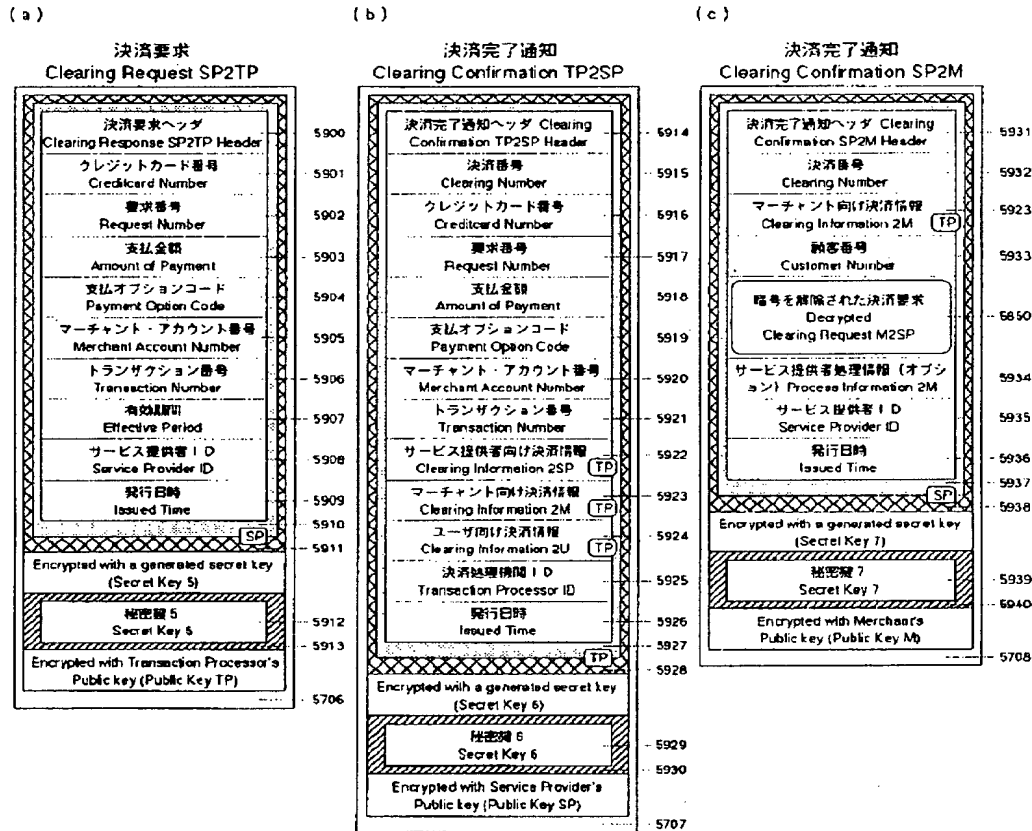 (a)
決済要求
Clearing Request SP2TP
決済要求ヘッダ
Clearing Response SP2TP Header
5900
クレジットカード番号
Creditcard Number
5901
要求番号
Request Number
5902
支払金額
Amount of Payment
5903
支払オプションコード
Payment Option Code
5904
マーチャント・アカウント番号
Merchant Account Number
5905
トランザクション番号
Transaction Number
5906
有効期間
Effective Period
5907
サービス提供者ID
Service Provider ID
5908
発行日時
Issued Time
5909
5910
SP
5911
Encrypted with a generated secret key
(Secret Key 5)
秘密鍵5
Secret Key 5
5912
5913
Encrypted with Transaction Processor's
Public key (Public Key TP)
5706
(b)
決済完了通知
Clearing Confirmation TP2SP
決済完了通知ヘッダ Clearing
Confirmation TP2SP Header
5914
決済番号
Clearing Number
5915
クレジットカード番号
Creditcard Number
5916
要求番号
Request Number
5917
支払金額
Amount of Payment
5918
支払オプションコード
Payment Option Code
5919
マーチャント・アカウント番号
Merchant Account Number
5920
トランザクション番号
Transaction Number
5921
サービス提供者向け決済情報
Clearing Information 2SP
TP
5922
マーチャント向け決済情報
Clearing Information 2M
TP
5923
ユーザ向け決済情報
Clearing Information 2U
TP
5924
決済処理機関ID
Transaction Processor ID
5925
発行日時
Issued Time
5926
5927
TP
5928
Encrypted with a generated secret key
(Secret Key 6)
秘密鍵6
Secret Key 6
5929
5930
Encrypted with Service Provider's
Public key (Public Key SP)
5707
(c)
決済完了通知
Clearing Confirmation SP2M
決済完了通知ヘッダ Clearing
Confirmation SP2M Header
5931
決済番号
Clearing Number
5932
マーチャント向け決済情報
Clearing Information 2M
TP
5923
顧客番号
Customer Number
5933
暗号を解除された決済要求
Decrypted
Clearing Request M2SP
サービス提供者処理情報(オプシ
ョン) Process Information 2M
5934
サービス提供者ID
Service Provider ID
5935
発行日時
Issued Time
5936
5937
SP
5938
Encrypted with a generated secret key
(Secret Key 7)
秘密鍵7
Secret Key 7
5939
5940
Encrypted with Merchant's
Public key (Public Key M)
5708